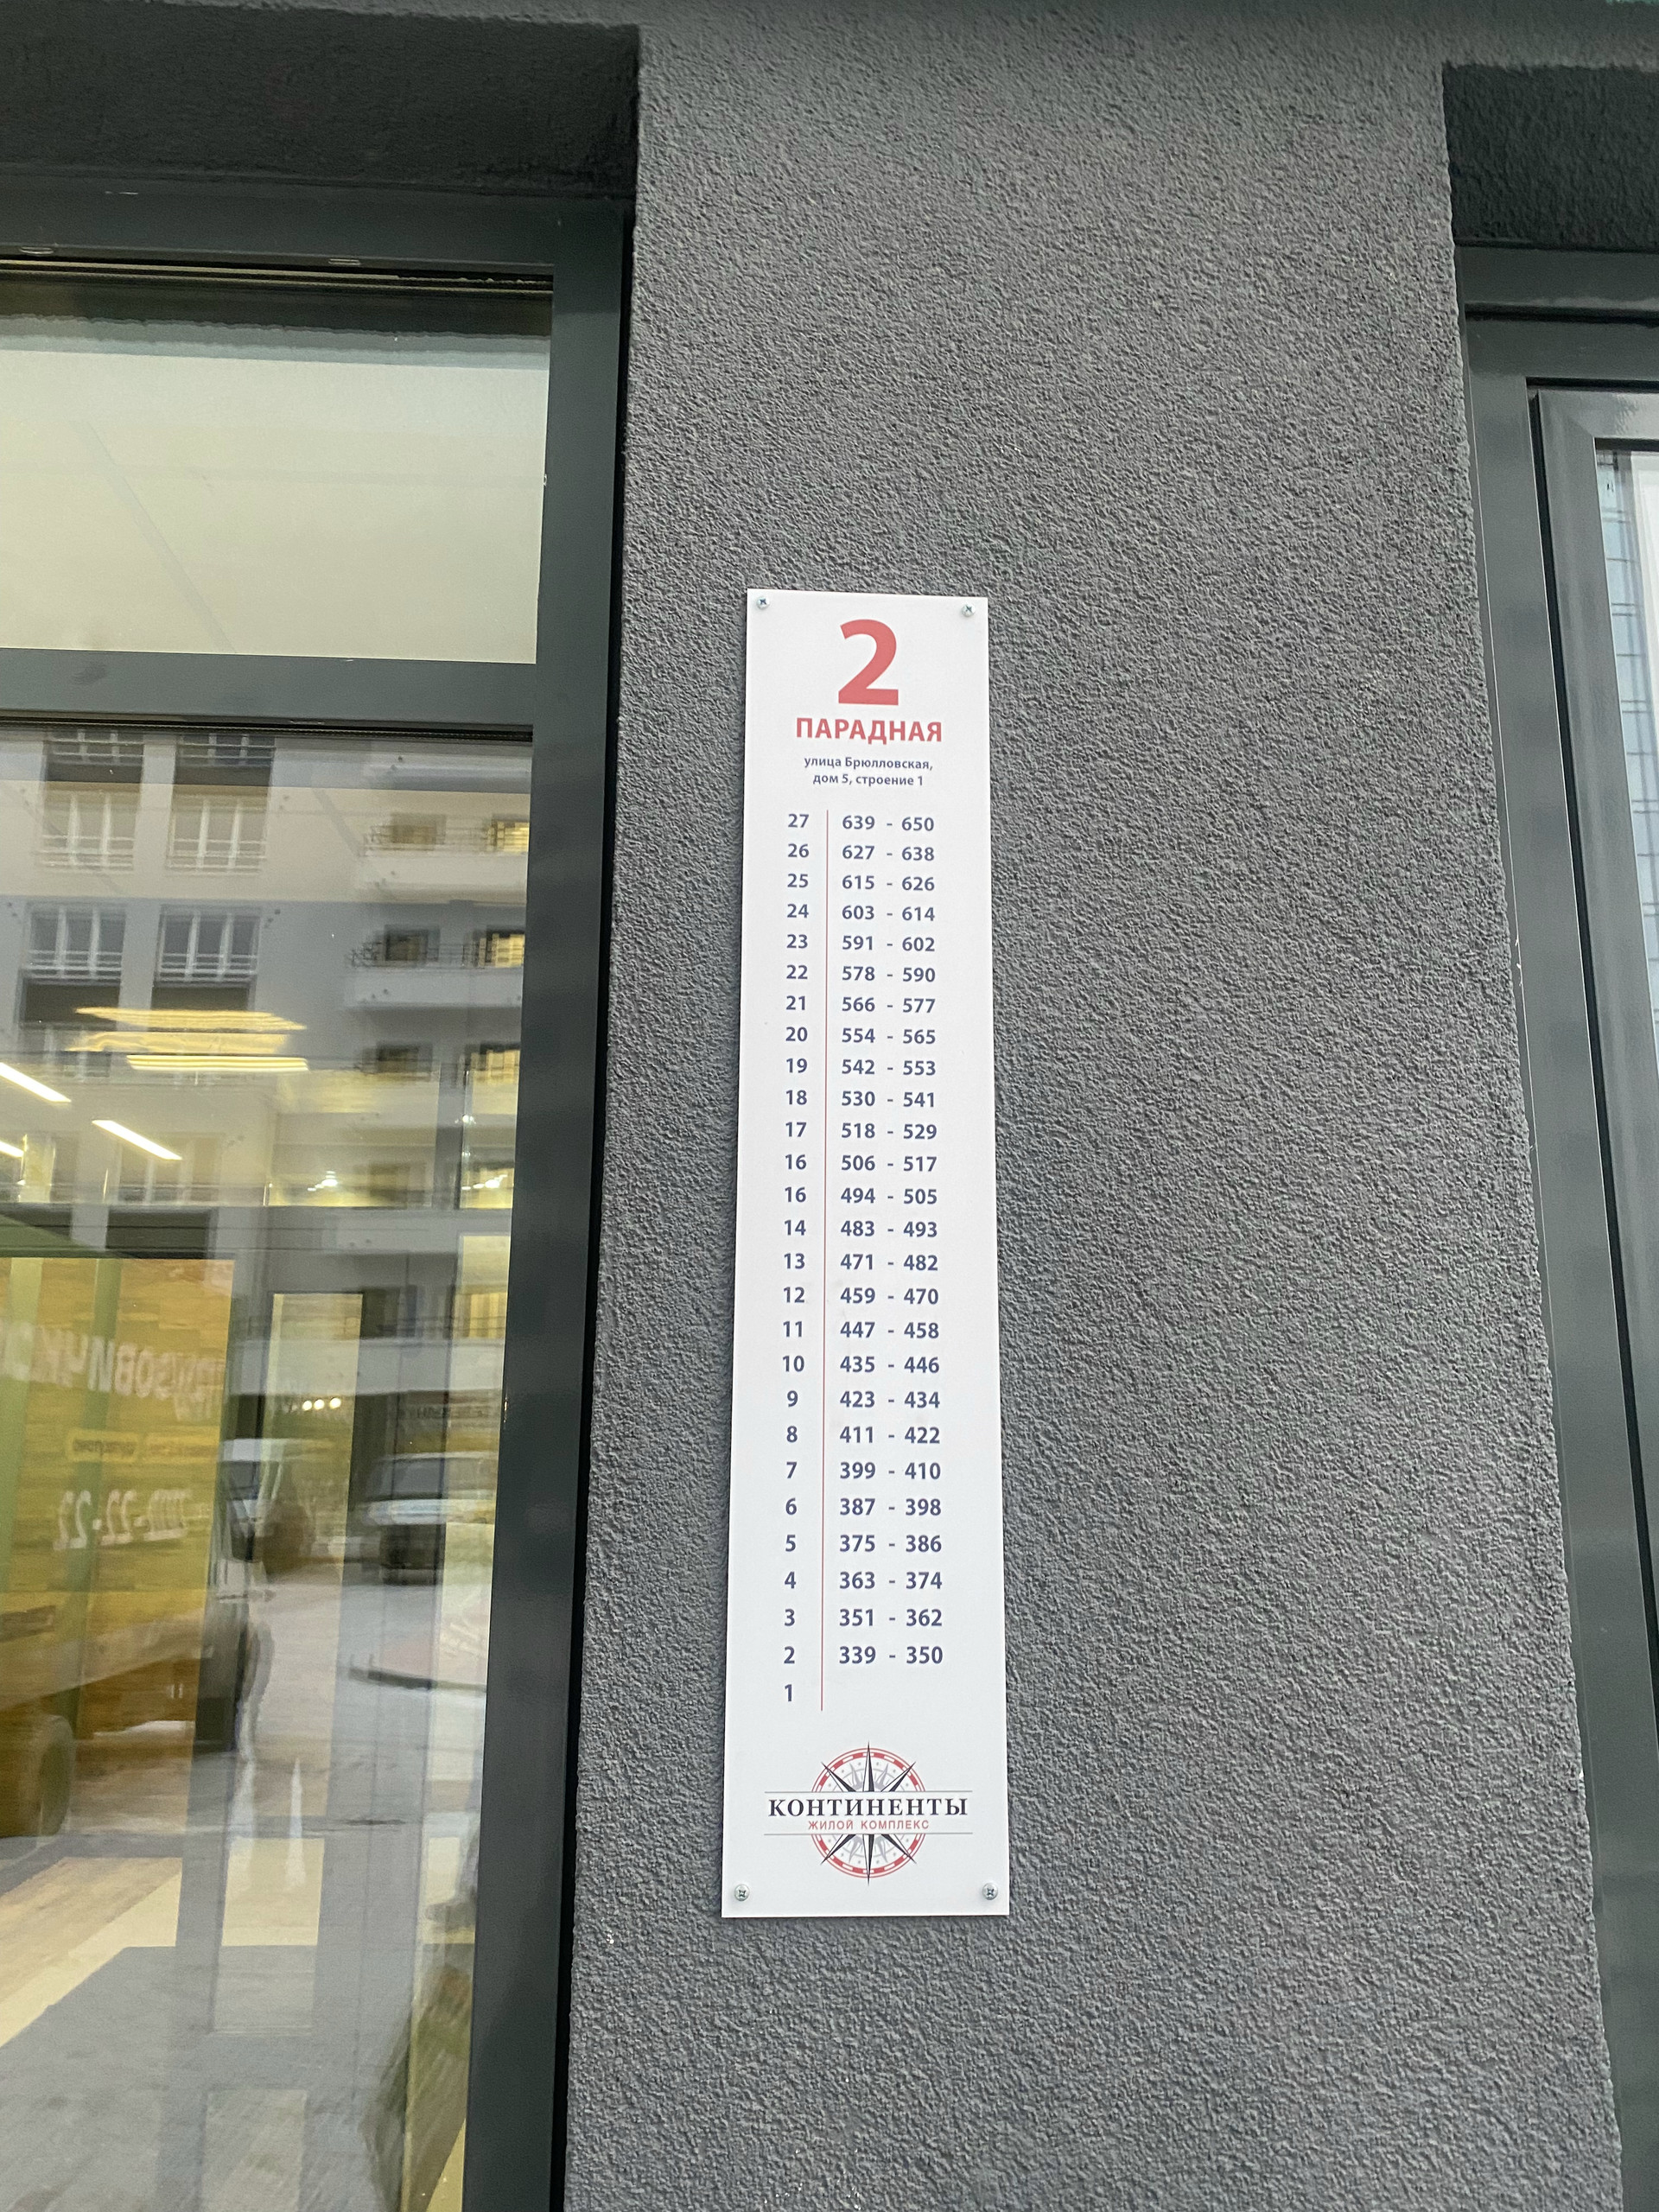 2
ПАРАДНАЯ
улица Брюлловская,
дом 5, строение 1
27 639 - 650
26 627 - 638
25 615 - 626
24 603 - 614
23 591 - 602
22 578 - 590
21 566 - 577
20 554 - 565
19 542 - 553
18 530 - 541
17 518 - 529
16 506 - 517
16 494 - 505
14 483 - 493
13 471 - 482
12 459 - 470
11 447 - 458
10 435 - 446
9 423 - 434
8 411 - 422
7 399 - 410
6 387 - 398
5 375 - 386
4 363 - 374
3 351 - 362
2 339 - 350
1
КОНТИНЕНТЫ
ЖИЛОЙ КОМПЛЕКС